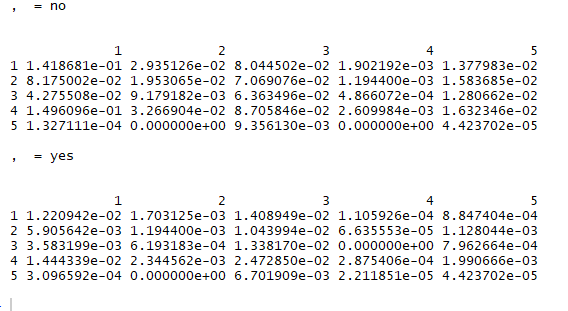 , = no
1 2 3 4 5
1 1.418681e-01 2.935126e-02 8.044502e-02 1.902192e-03 1.377983e-02
2 8.175002e-02 1.953065e-02 7.069076e-02 1.194400e-03 1.583685e-02
3 4.275508e-02 9.179182e-03 6.363496e-02 4.866072e-04 1.280662e-02
4 1.496096e-01 3.266904e-02 8.705846e-02 2.609984e-03 1.632346e-02
5 1.327111e-04 0.000000e+00 9.356130e-03 0.000000e+00 4.423702e-05
, = yes
1 2 3 4 5
1 1.220942e-02 1.703125e-03 1.408949e-02 1.105926e-04 8.847404e-04
2 5.905642e-03 1.194400e-03 1.043994e-02 6.635553e-05 1.128044e-03
3 3.583199e-03 6.193183e-04 1.338170e-02 0.000000e+00 7.962664e-04
4 1.444339e-02 2.344562e-03 2.472850e-02 2.875406e-04 1.990666e-03
5 3.096592e-04 0.000000e+00 6.701909e-03 2.211851e-05 4.423702e-05